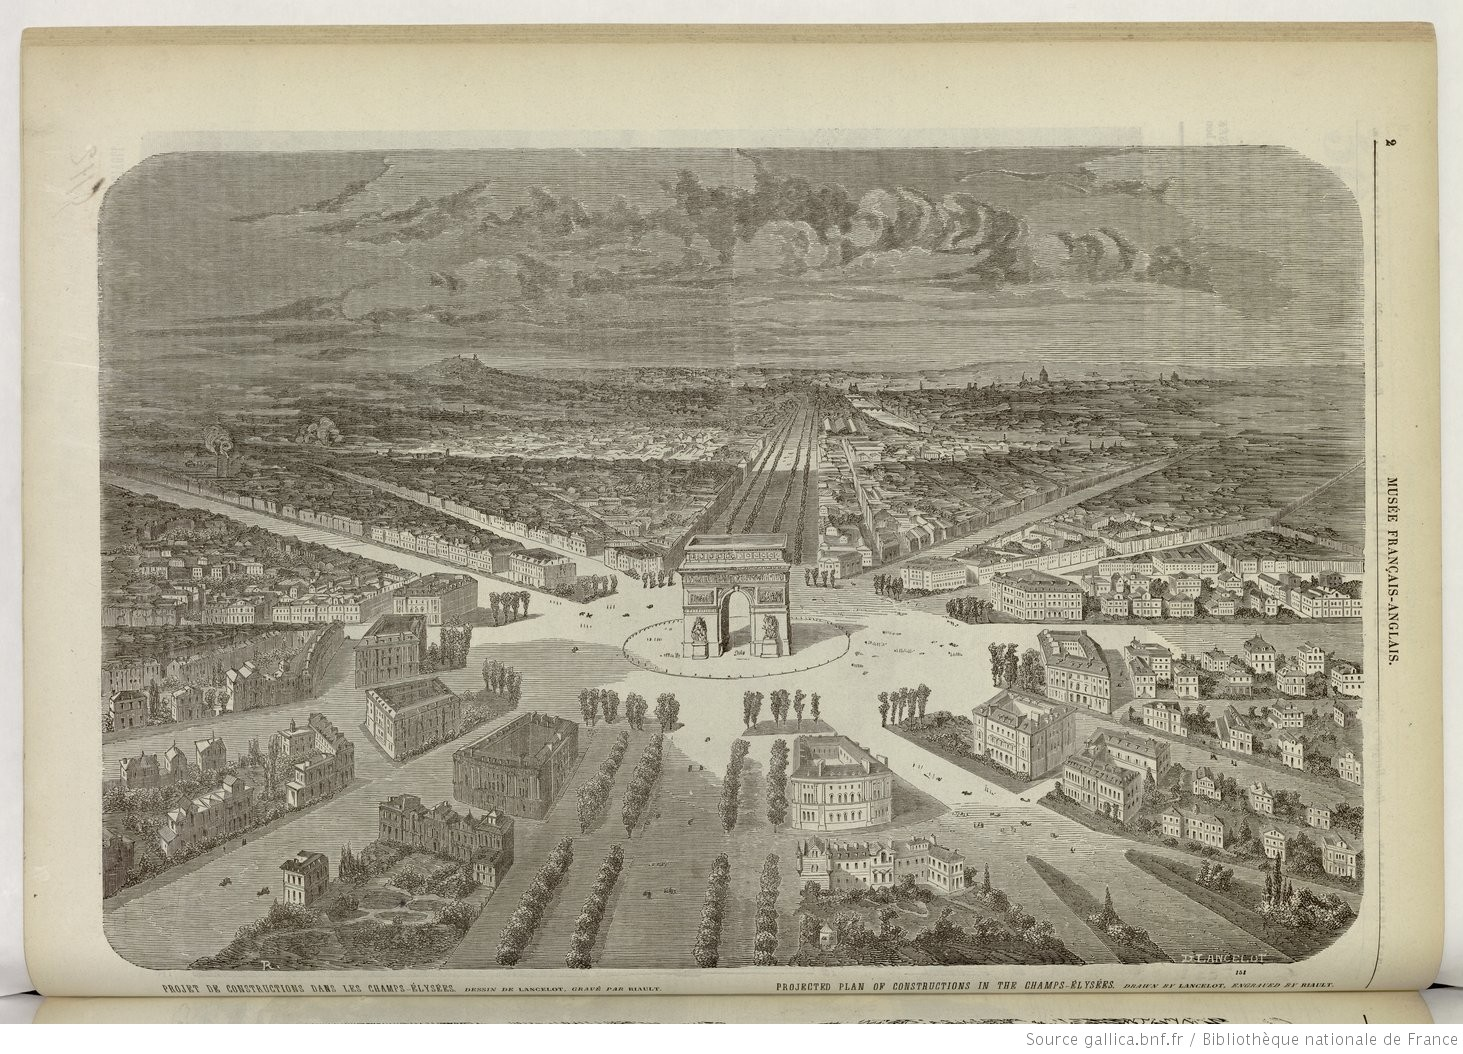 2
MUSÉE FRANÇAIS-ANGLAIS.
R
D. LANCELOT
151
PROJET DE CONSTRUCTIONS DANS LES CHAMPS-ÉLYSÉES. DESSIN DE LANCELOT, GRAVÉ PAR RIAULT.
PROJECTED PLAN OF CONSTRUCTIONS IN THE CHAMPS-ÉLYSÉES. DRAWN BY LANCELOT, ENGRAVED BY RIAULT.
Source gallica.bnf.fr / Bibliothèque nationale de France